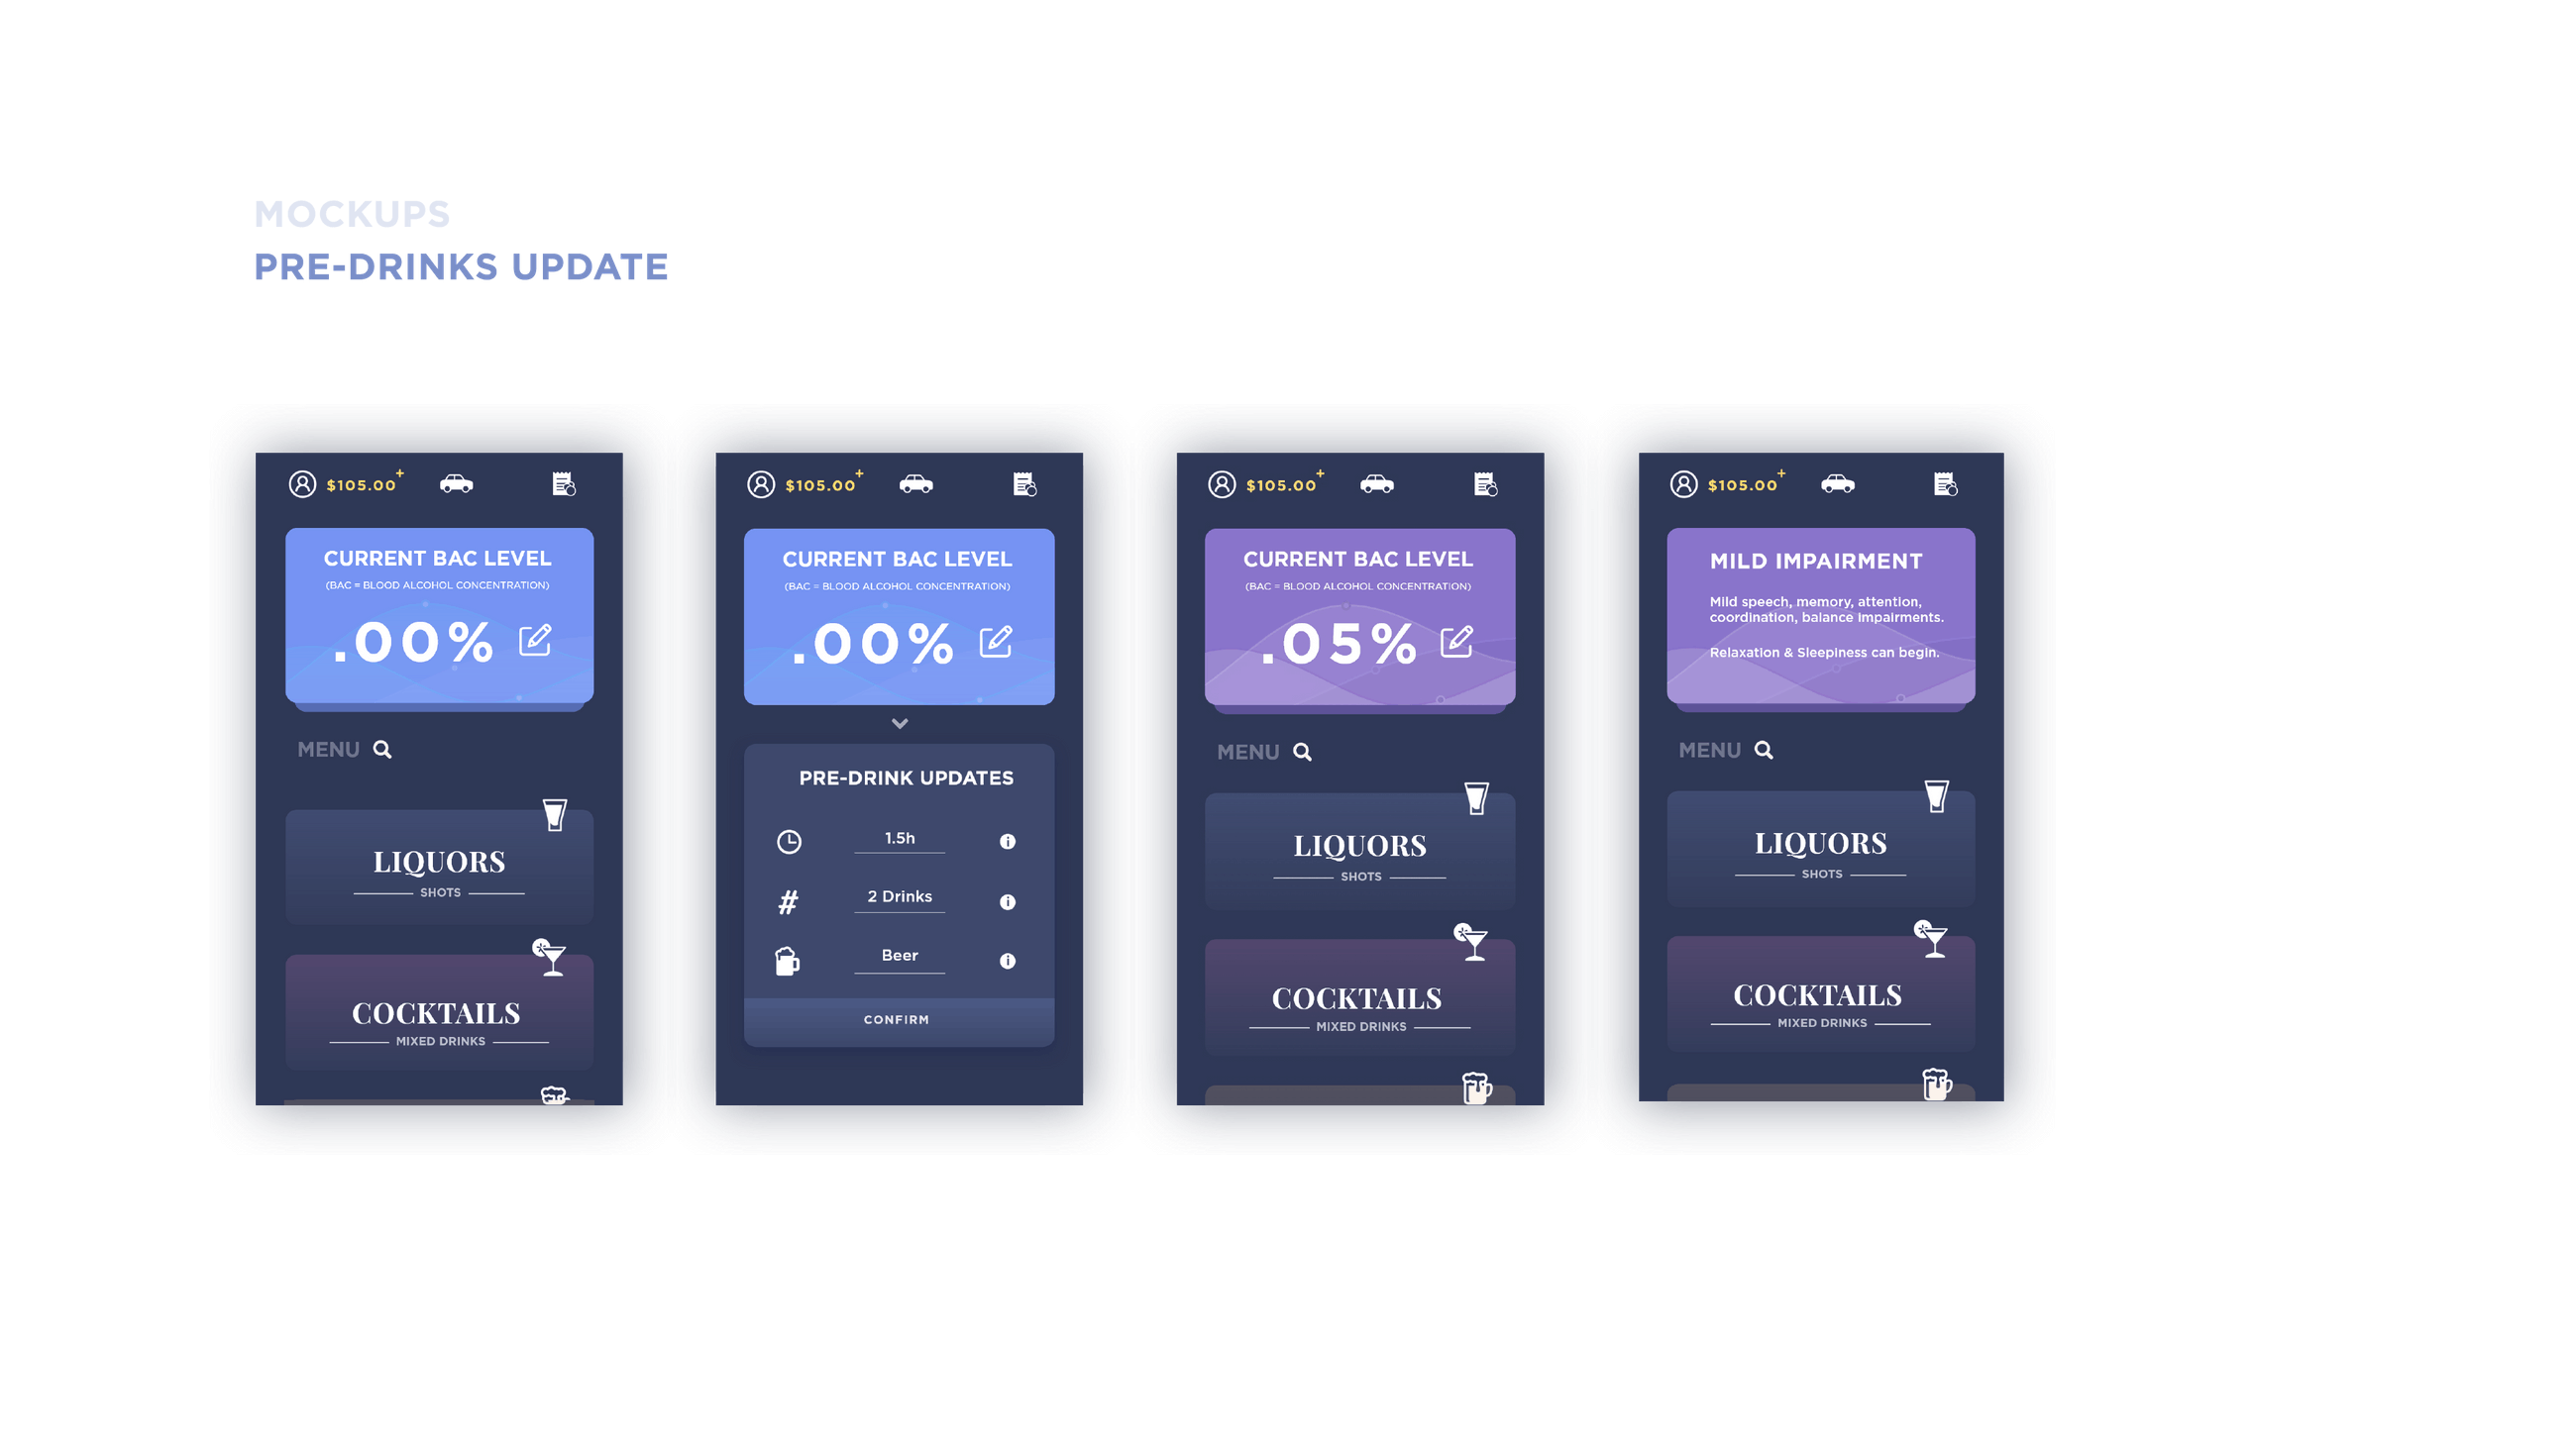 MOCKUPS
PRE-DRINKS UPDATE
$105.00+
CURRENT BAC LEVEL
(BAC = BLOOD ALCOHOL CONCENTRATION)
.00%
MENU
LIQUORS
SHOTS
COCKTAILS
MIXED DRINKS
$105.00+
CURRENT BAC LEVEL
(BAC = BLOOD ALCOHOL CONCENTRATION)
.00%
PRE-DRINK UPDATES
1.5h
# 2 Drinks
Beer
CONFIRM
$105.00+
CURRENT BAC LEVEL
(BAC = BLOOD ALCOHOL CONCENTRATION)
.05%
MENU
LIQUORS
SHOTS
COCKTAILS
MIXED DRINKS
$105.00+
MILD IMPAIRMENT
Mild speech, memory, attention,
coordination, balance impairments.
Relaxation & Sleepiness can begin.
MENU
LIQUORS
SHOTS
COCKTAILS
MIXED DRINKS